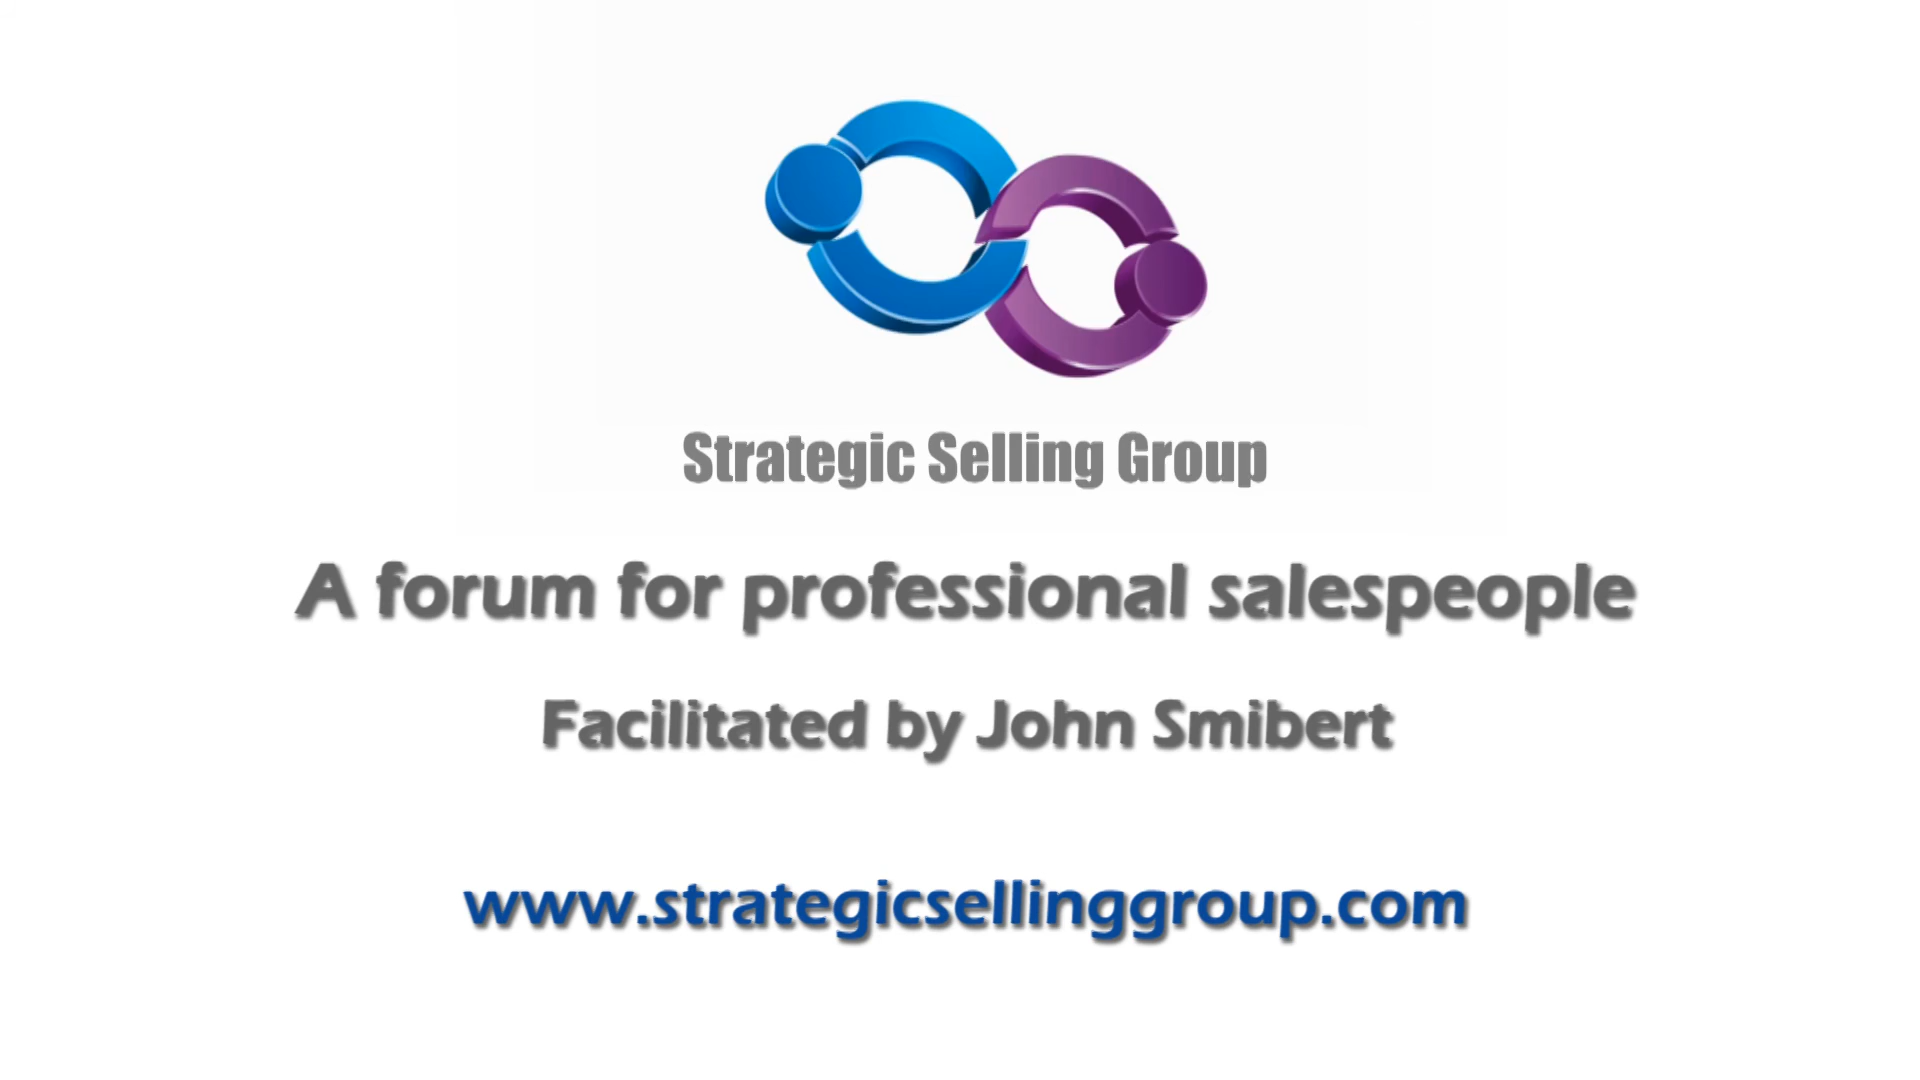 Strategic Selling Group
A forum for professional salespeople
Facilitated by John Smibert
www.strategicsellinggroup.com